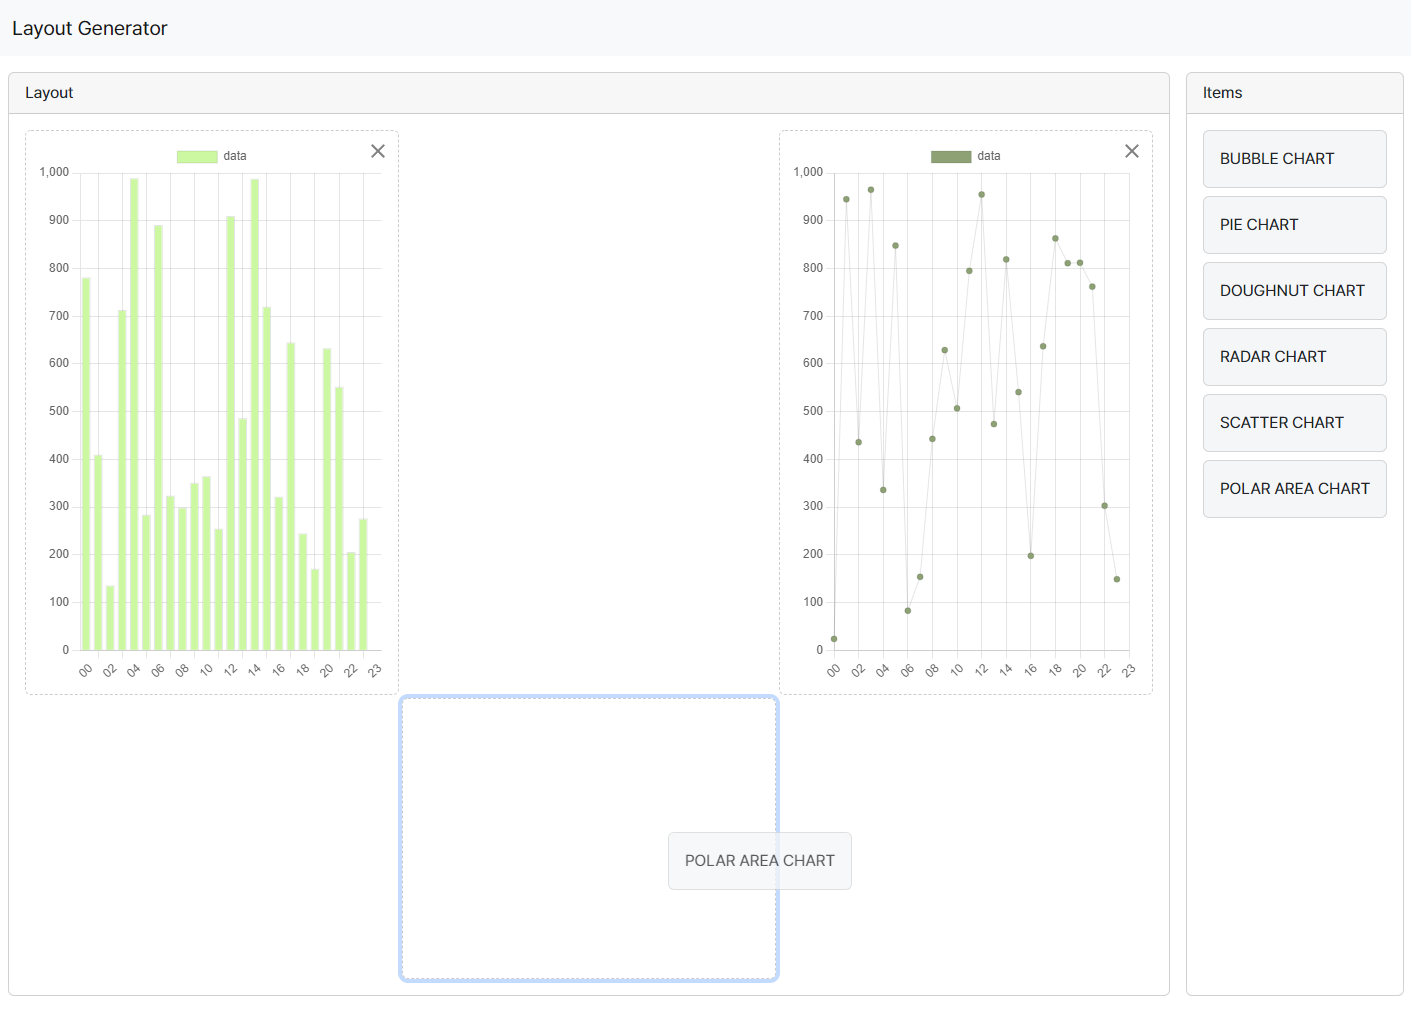 Layout Generator
Layout
Items
data
1,000
900
800
700
600
500
400
300
200
100
0
00 02 04 06 08 10 12 14 16 18 20 22 23
data
1,000
900
800
700
600
500
400
300
200
100
0
00 02 04 06 08 10 12 14 16 18 20 22 23
POLAR AREA CHART
BUBBLE CHART
PIE CHART
DOUGHNUT CHART
RADAR CHART
SCATTER CHART
POLAR AREA CHART